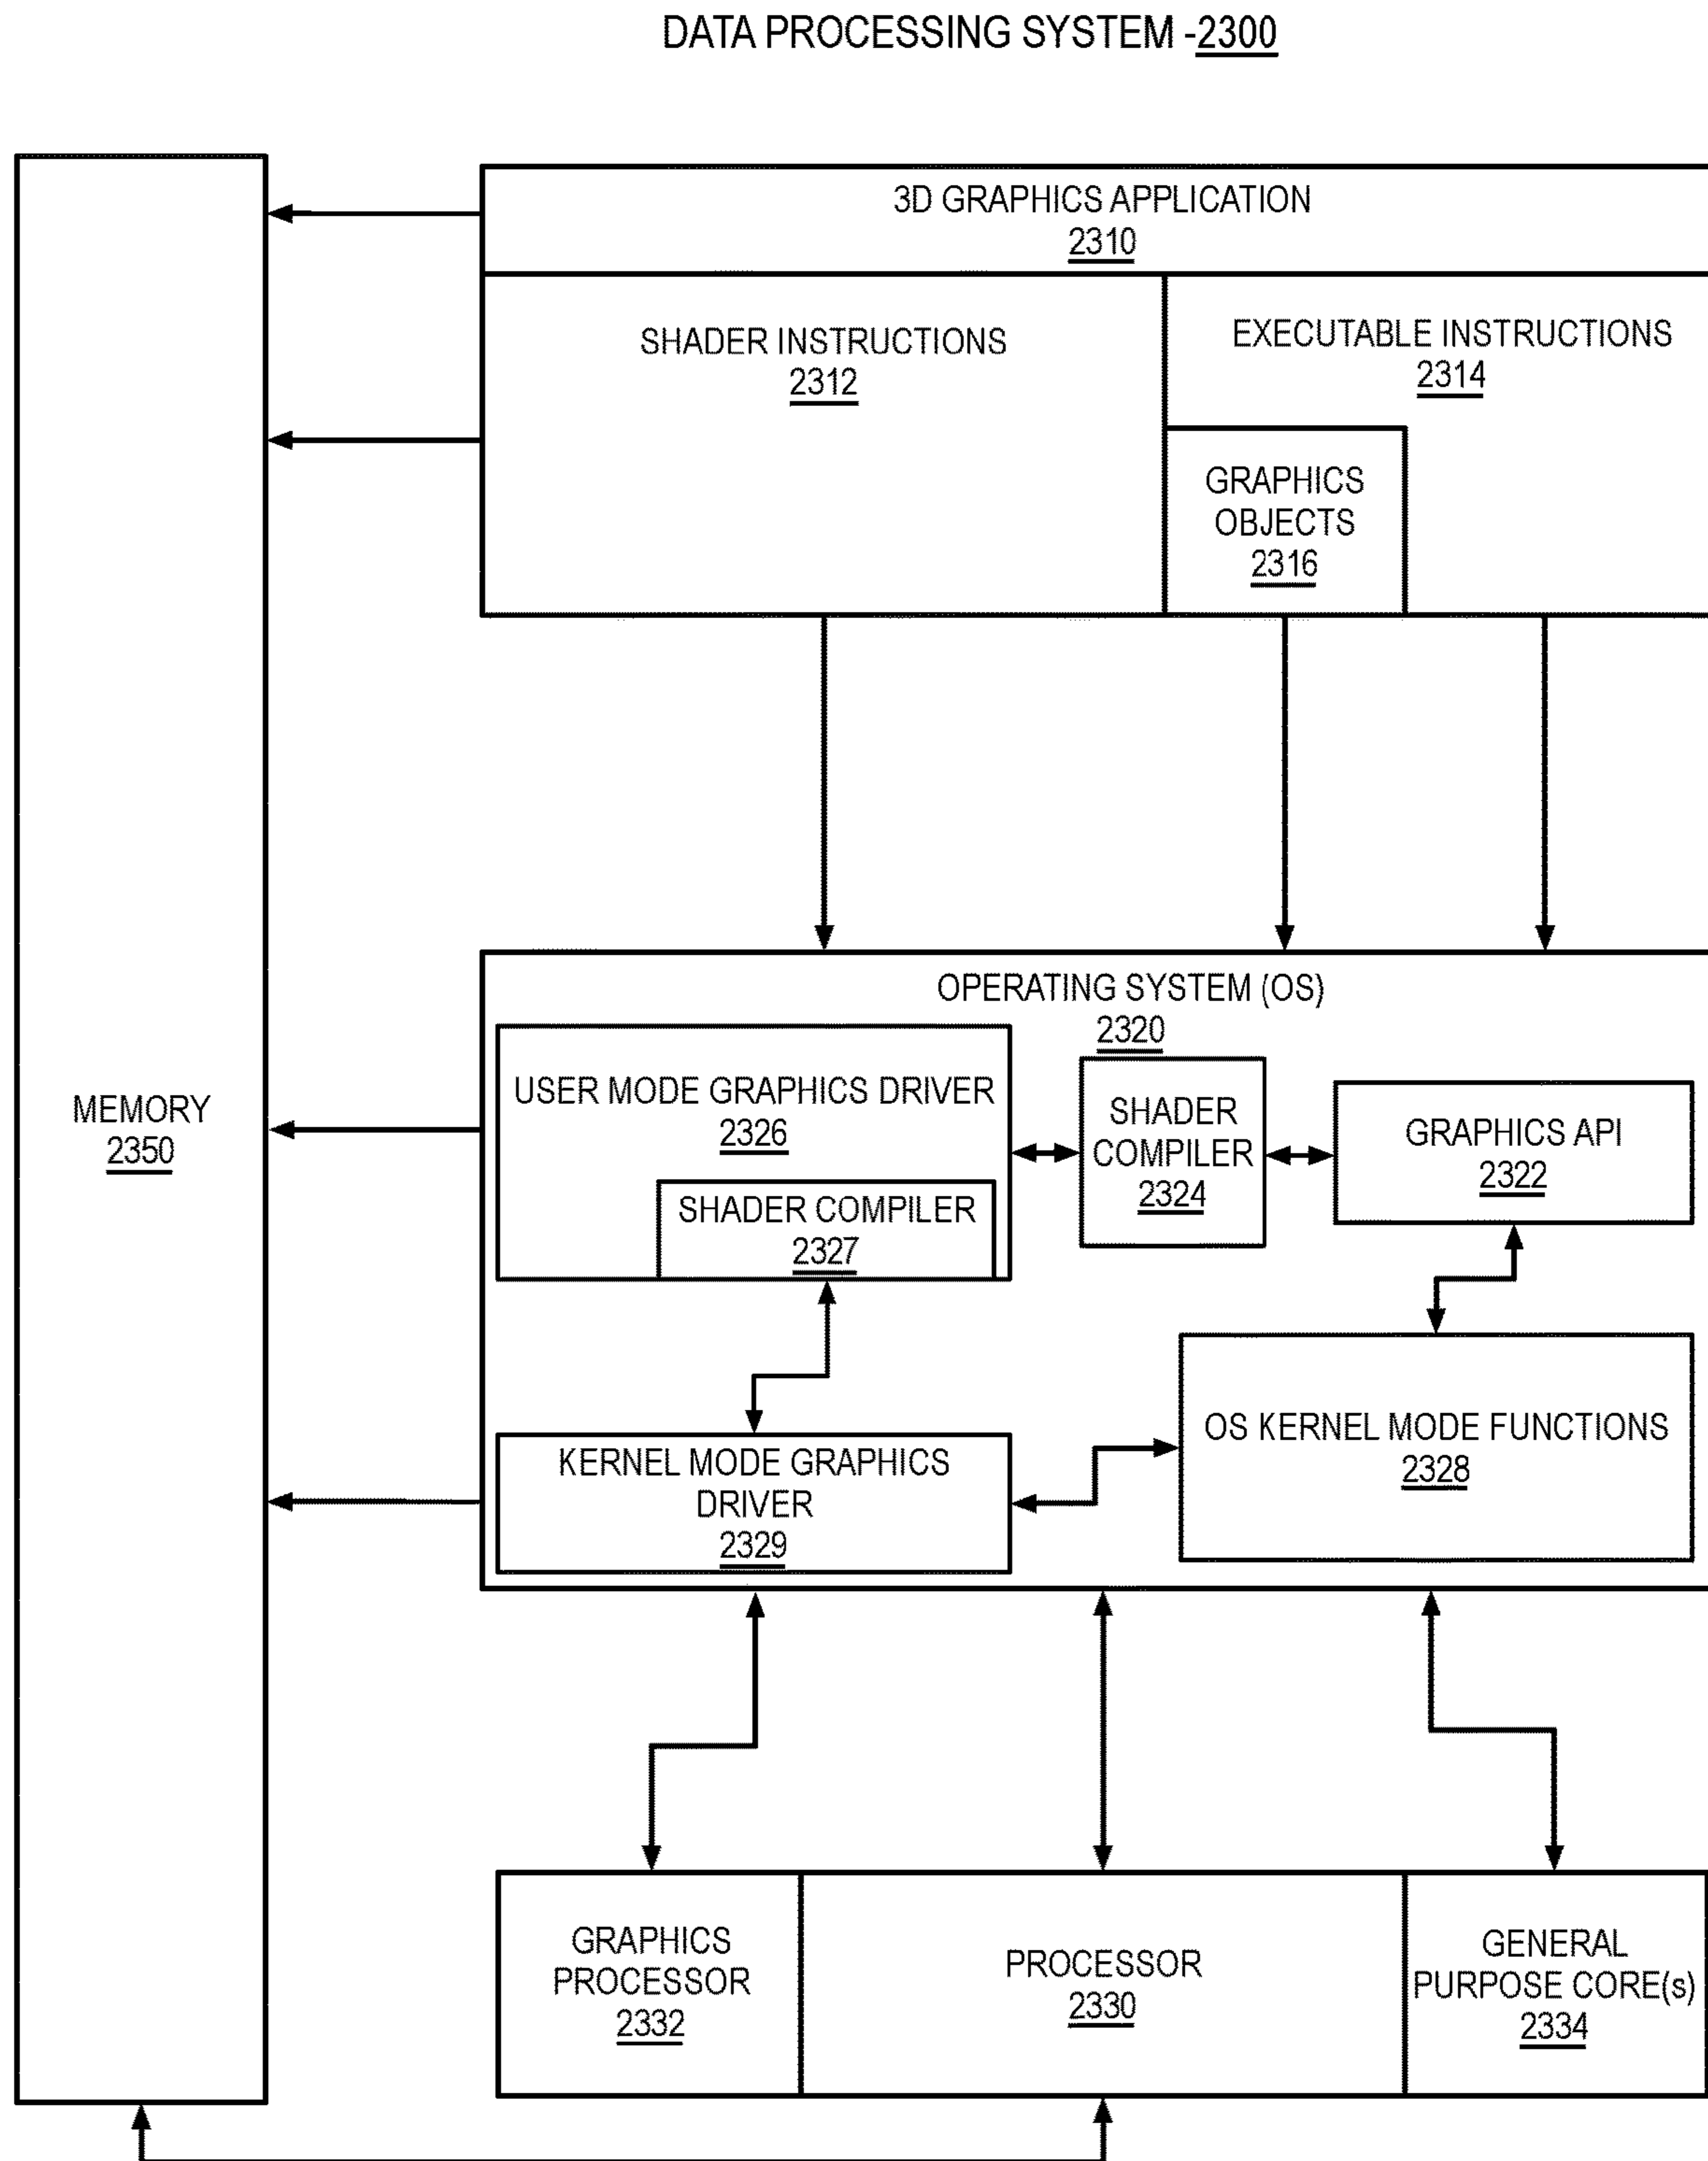 DATA PROCESSING SYSTEM -2300
3D GRAPHICS APPLICATION
2310
SHADER INSTRUCTIONS
2312
EXECUTABLE INSTRUCTIONS
2314
GRAPHICS
OBJECTS
2316
OPERATING SYSTEM (OS)
2320
USER MODE GRAPHICS DRIVER
2326
SHADER COMPILER
2327
SHADER
COMPILER
2324
GRAPHICS API
2322
MEMORY
2350
KERNEL MODE GRAPHICS
DRIVER
2329
OS KERNEL MODE FUNCTIONS
2328
GRAPHICS
PROCESSOR
2332
PROCESSOR
2330
GENERAL
PURPOSE CORE(s)
2334